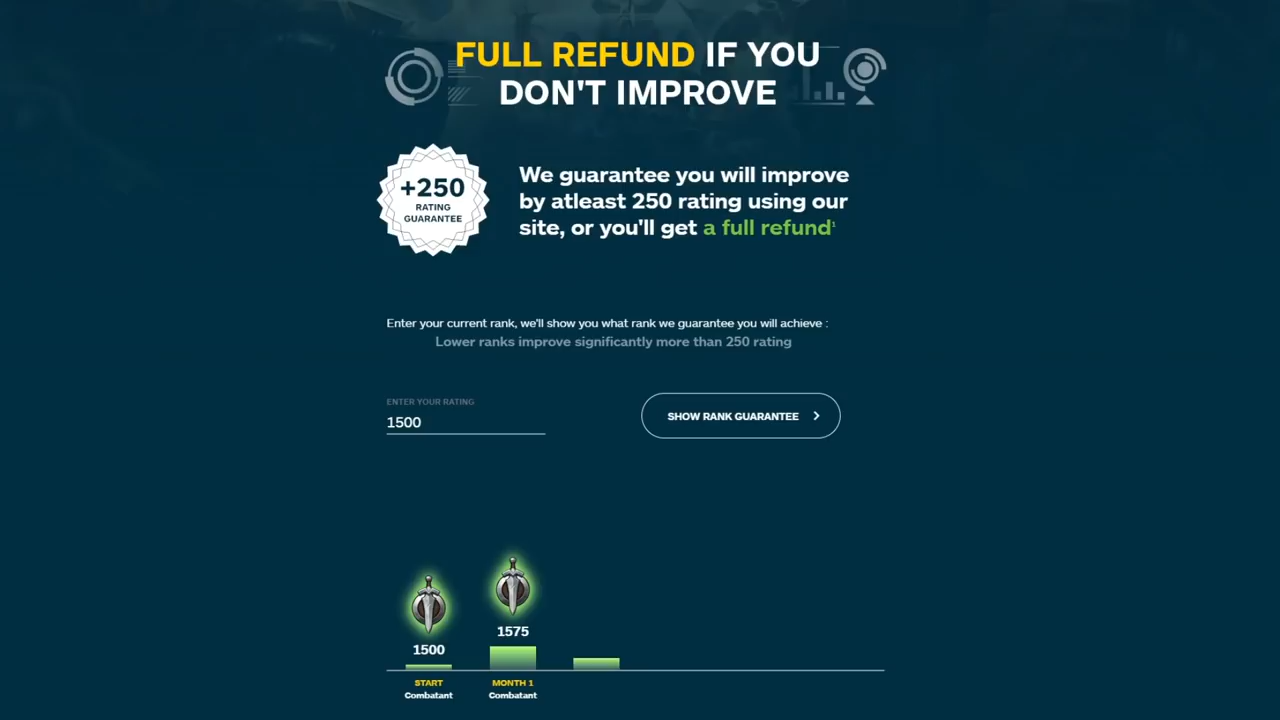 FULL REFUND IF YOU
DON'T IMPROVE
+250
RATING
GUARANTEE
We guarantee you will improve
by atleast 250 rating using our
site, or you'll get a full refund¹
Enter your current rank, we'll show you what rank we guarantee you will achieve :
Lower ranks improve significantly more than 250 rating
ENTER YOUR RATING
1500
SHOW RANK GUARANTEE
1500
1575
START
Combatant
MONTH 1
Combatant